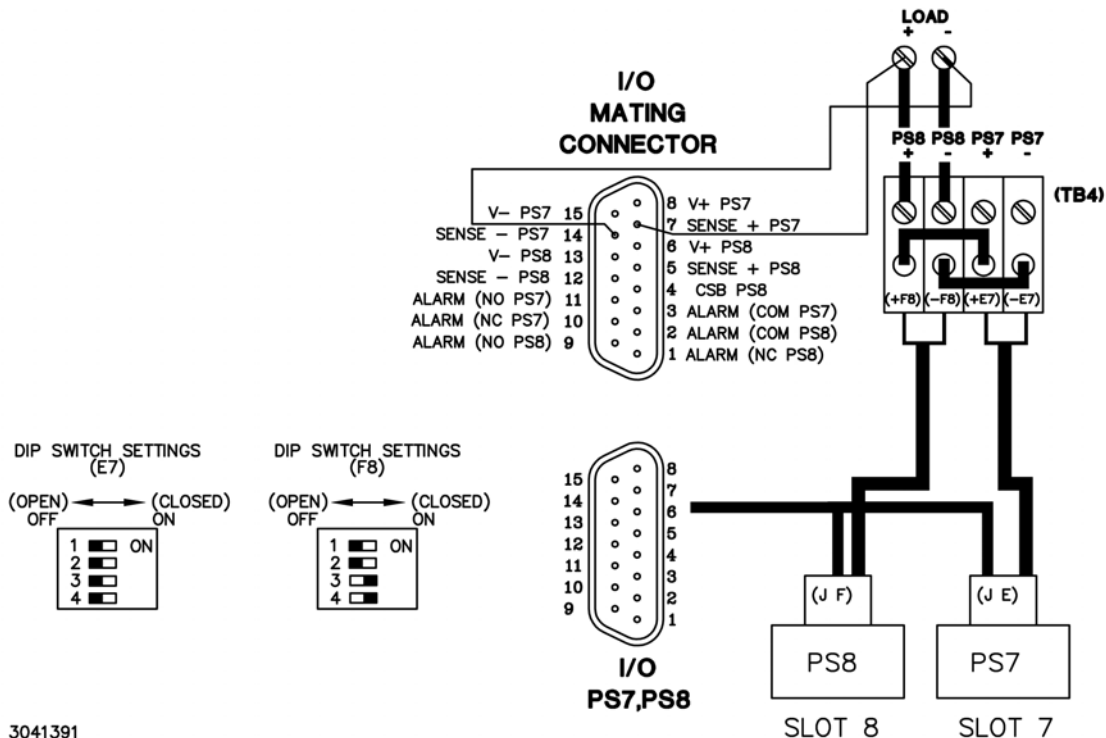 LOAD
+ -
I/O
MATING
CONNECTOR
PS8 PS8 PS7 PS7
+ - + -
(TB4)
V- PS7 15
SENSE - PS7 14
V- PS8 13
SENSE - PS8 12
ALARM (NO PS7) 11
ALARM (NC PS7) 10
ALARM (NO PS8) 9
8 V+ PS7
7 SENSE + PS7
6 V+ PS8
5 SENSE + PS8
4 CSB PS8
3 ALARM (COM PS7)
2 ALARM (COM PS8)
1 ALARM (NC PS8)
(+F8) (-F8) (+E7) (-E7)
DIP SWITCH SETTINGS
(E7)
(OPEN) (CLOSED)
OFF ON
1 ON
2
3
4
DIP SWITCH SETTINGS
(F8)
(OPEN) (CLOSED)
OFF ON
1 ON
2
3
4
15
14
13
12
11
10
9
8
7
6
5
4
3
2
1
I/O
PS7,PS8
(J F)
PS8
SLOT 8
(J E)
PS7
SLOT 7
3041391